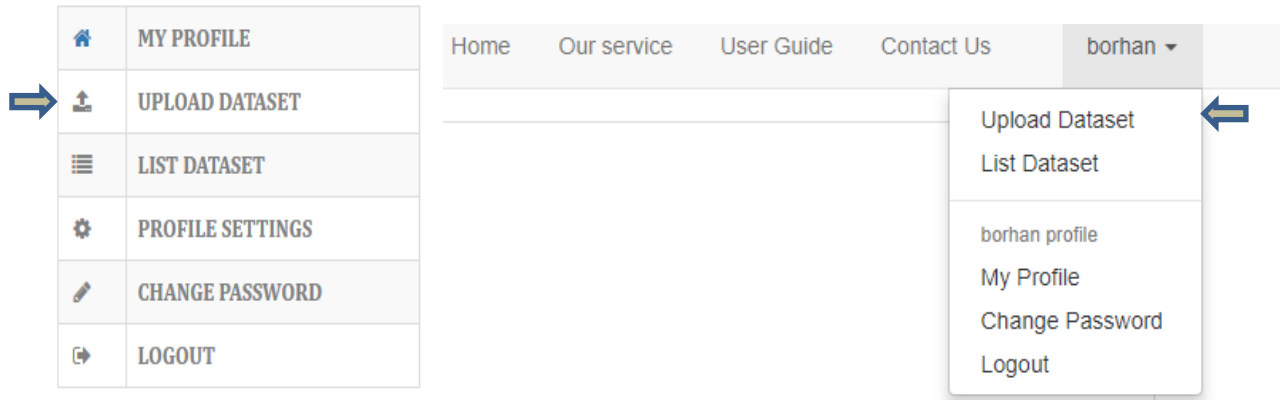 MY PROFILE
UPLOAD DATASET
LIST DATASET
PROFILE SETTINGS
CHANGE PASSWORD
LOGOUT
Home Our service User Guide Contact Us borhan
Upload Dataset
List Dataset
borhan profile
My Profile
Change Password
Logout